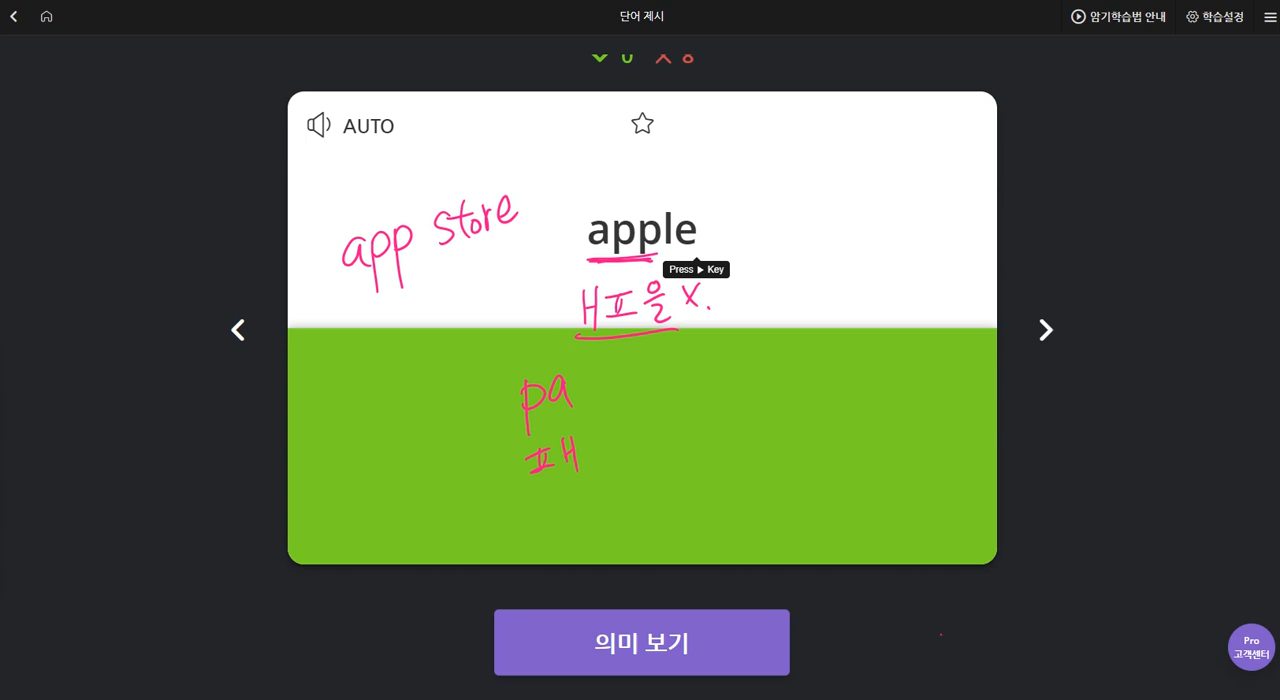 단어 제시
암기학습법 안내
학습설정
AUTO
app store
apple
Press ▶ Key
ㅐ프을 x.
pa
패
의미 보기
Pro
고객센터